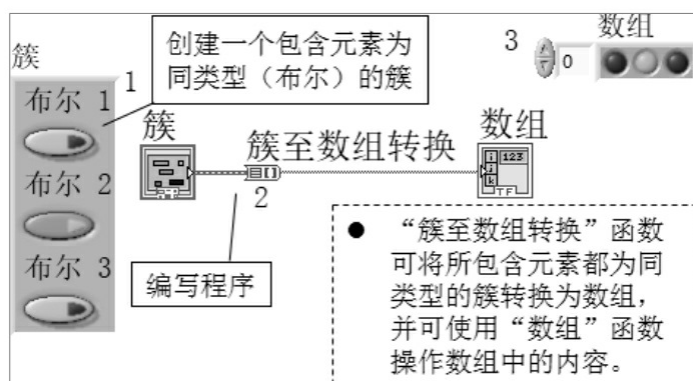 簇
布尔 1
布尔 2
布尔 3
1
创建一个包含元素为
同类型（布尔）的簇
3
数组
0
簇
簇至数组转换
2
数组
i 123
j
k
TF
编写程序
● “簇至数组转换”函数
可将所包含元素都为同
类型的簇转换为数组，
并可使用“数组”函数
操作数组中的内容。